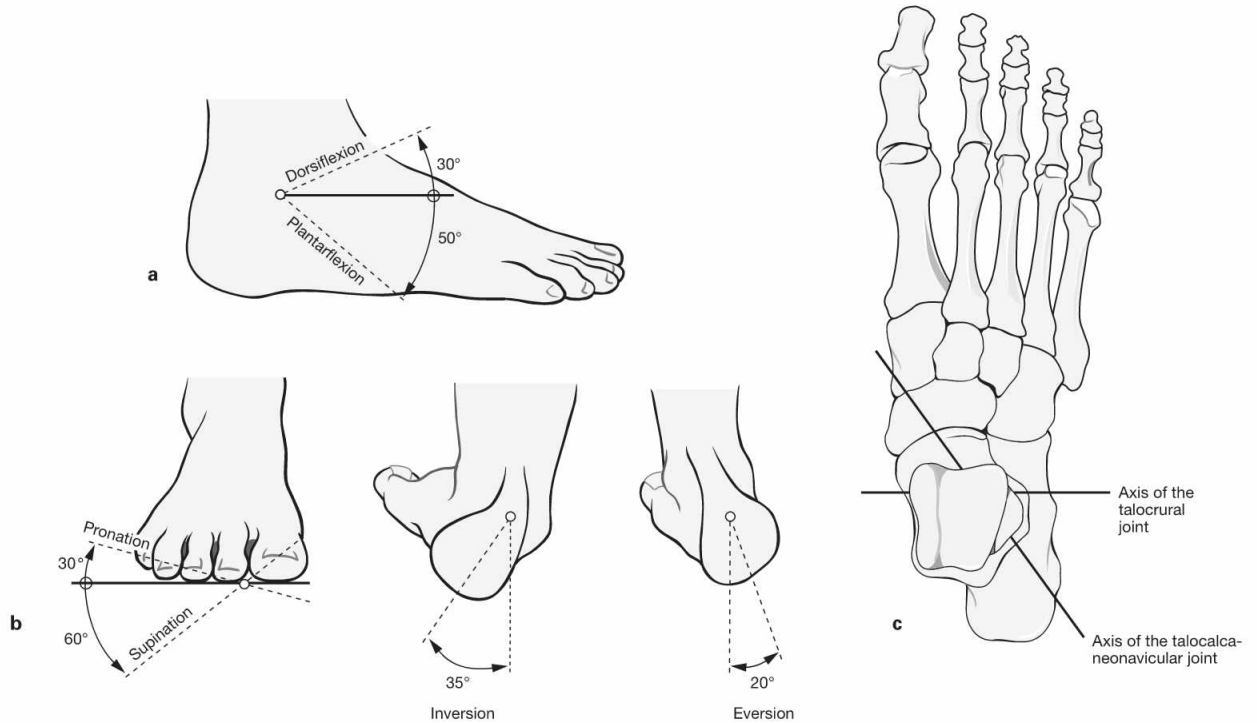 Dorsiflexion
30°
Plantarflexion
50°
a
Pronation
30°
60°
Supination
b
35°
Inversion
20°
Eversion
Axis of the
talocrural
joint
c
Axis of the talocalca-
neonavicular joint